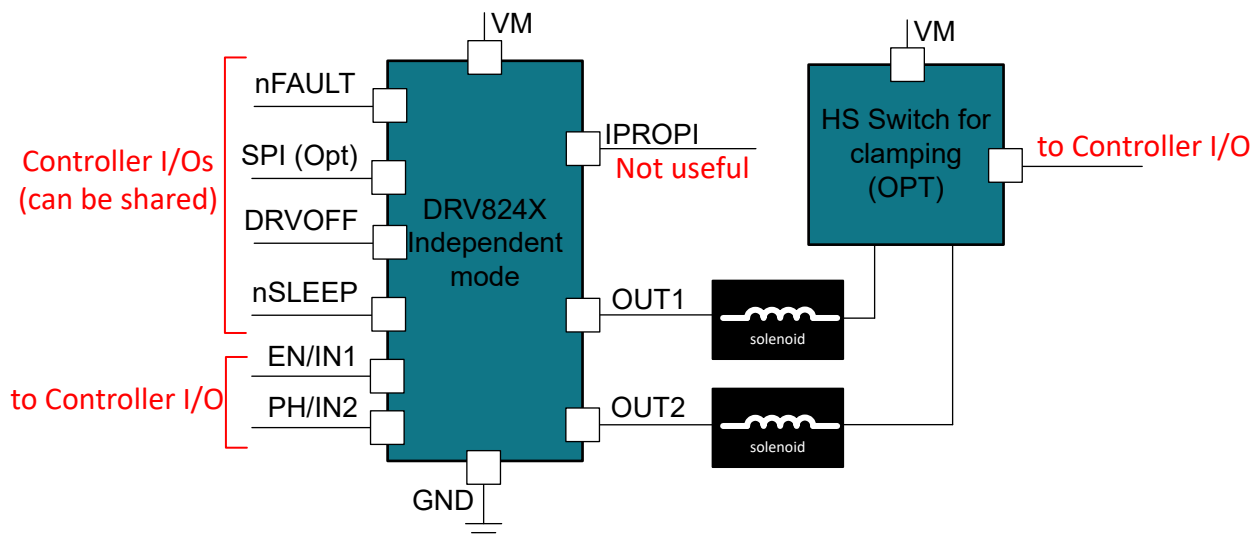 VM
nFAULT
SPI (Opt)
DRVOFF
nSLEEP
EN/IN1
PH/IN2
Controller I/Os
(can be shared)
to Controller I/O
DRV824X
Independent
mode
GND
IPROPI
Not useful
OUT1
OUT2
solenoid
solenoid
VM
HS Switch for
clamping
(OPT)
to Controller I/O